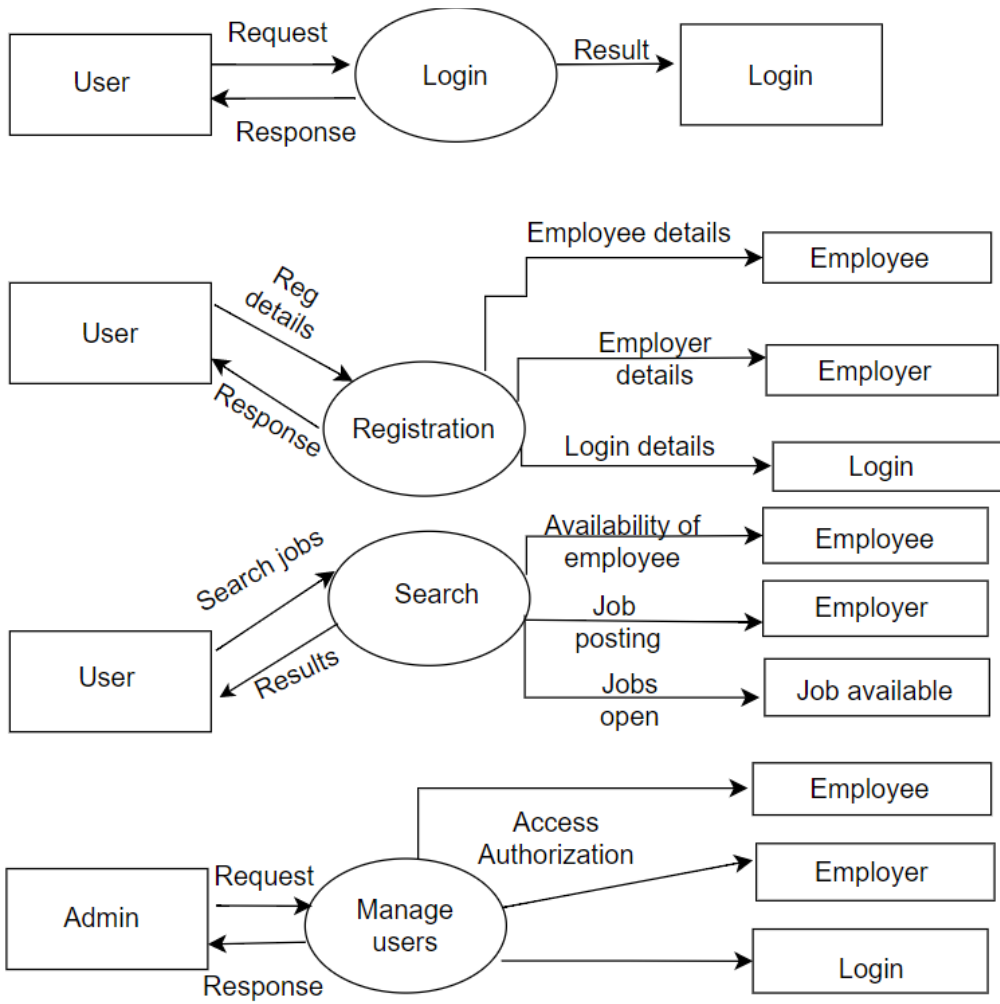 Request
User
Login
Result
Login
Response
Employee details
Employee
Reg
details
User
Employer
details
Employer
Response
Registration
Login details
Login
Availability of
employee
Employee
Search jobs
Search
Job
posting
Employer
User
Results
Jobs
open
Job available
Employee
Access
Authorization
Employer
Request
Admin
Manage
users
Login
Response